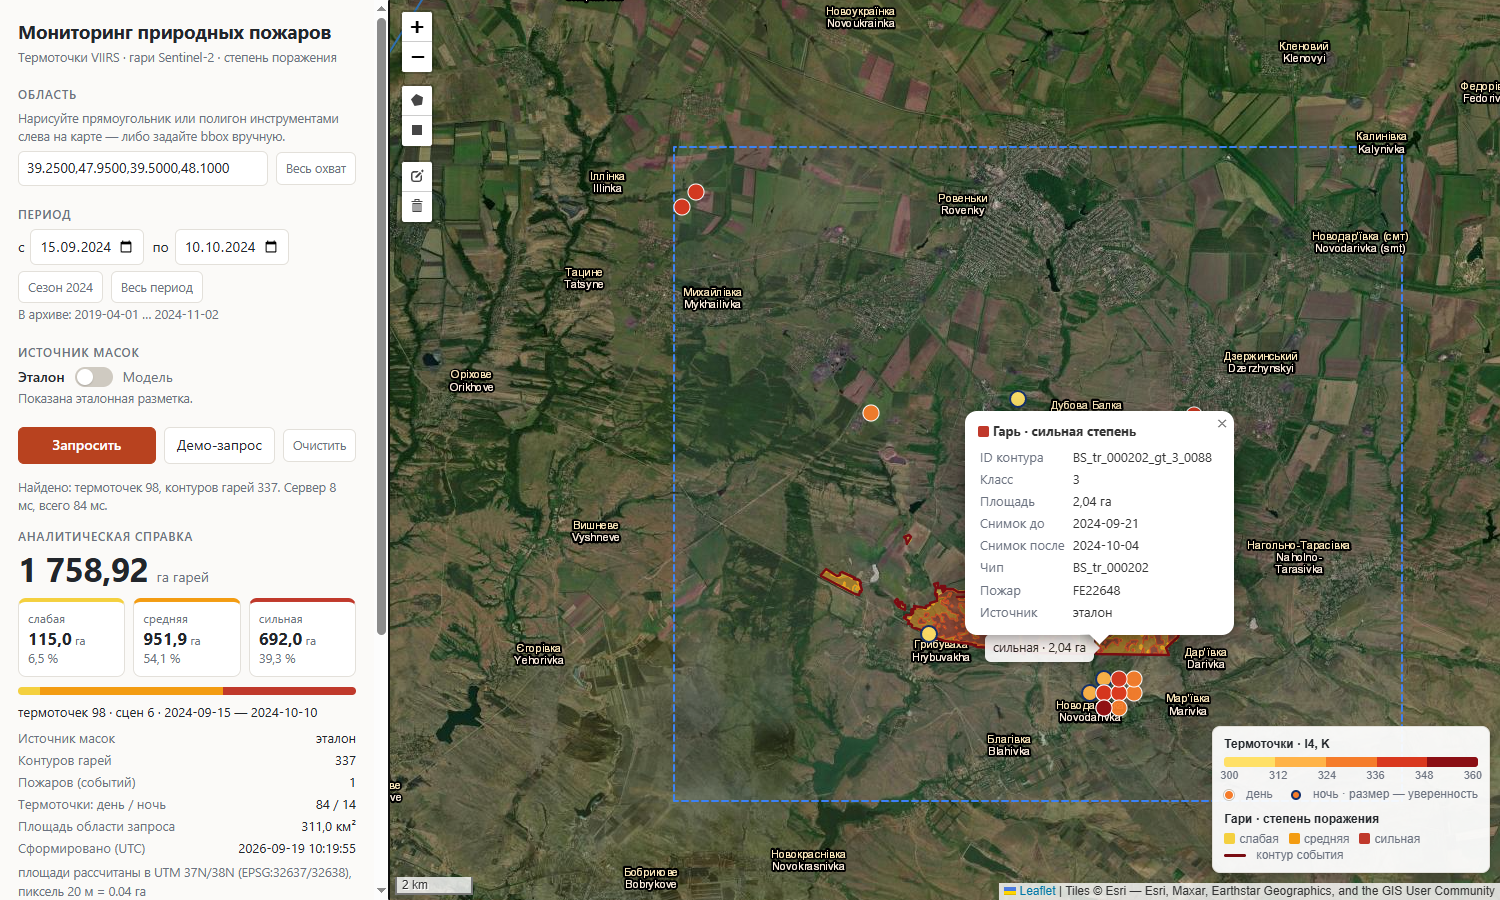 Мониторинг природных пожаров
Термоточки VIIRS · гари Sentinel-2 · степень поражения
ОБЛАСТЬ
Нарисуйте прямоугольник или полигон инструментами
слева на карте — либо задайте bbox вручную.
39.2500,47.9500,39.5000,48.1000
Весь охват
ПЕРИОД
с 15.09.2024 по 10.10.2024
Сезон 2024
Весь период
В архиве: 2019-04-01 … 2024-11-02
ИСТОЧНИК МАСОК
Эталон Модель
Показана эталонная разметка.
Запросить
Демо-запрос
Очистить
Найдено: термоточек 98, контуров гарей 337. Сервер 8
мс, всего 84 мс.
АНАЛИТИЧЕСКАЯ СПРАВКА
1 758,92 га гарей
слабая
115,0 га
6,5 %
средняя
951,9 га
54,1 %
сильная
692,0 га
39,3 %
термоточек 98 · сцен 6 · 2024-09-15 — 2024-10-10
Источник масок эталон
Контуров гарей 337
Пожаров (событий) 1
Термоточки: день / ночь 84 / 14
Площадь области запроса 311,0 км²
Сформировано (UTC) 2026-09-19 10:19:55
площади рассчитаны в UTM 37N/38N (EPSG:32637/32638),
пиксель 20 м = 0.04 га
+
−
Новоукраїнка
Novoukrainka
Кленовий
Klenovyi
Федорів
Fedoriv
Калинівка
Kalynivka
Іллінка
Illinka
Ровеньки
Rovenky
Новодар'ївка (смт)
Novodarivka (smt)
Тацине
Tatsyne
Михайлівка
Mykhailivka
Дзержинський
Dzerzhynskyi
Оріхове
Orikhove
Дубова Балка
Гарь · сильная степень
×
ID контура BS_tr_000202_gt_3_0088
Класс 3
Площадь 2,04 га
Снимок до 2024-09-21
Снимок после 2024-10-04
Чип BS_tr_000202
Пожар FE22648
Источник эталон
сильная · 2,04 га
Вишневе
Vyshneve
Нагольно-Тарасівка
Naholno-
Tarasivka
Єгорівка
Yehorivka
Грибуваха
Hrybuvakha
Дар'ївка
Darivka
Новода
Novodarivka
Мар'ївка
Marivka
Благівка
Blahivka
ве
ve
Новокраснівка
Novokrasnivka
Бобрикове
Bobrykove
Термоточки · I4, K
300 312 324 336 348 360
день ночь · размер — уверенность
Гари · степень поражения
слабая средняя сильная
контур события
2 km
Leaflet | Tiles © Esri — Esri, Maxar, Earthstar Geographics, and the GIS User Community